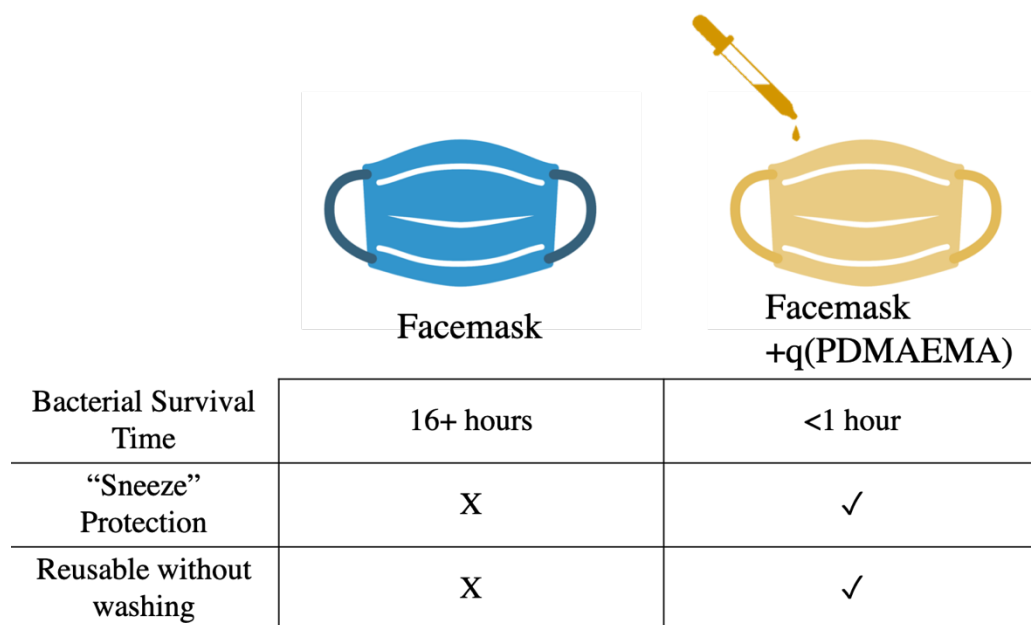 Facemask
Facemask
+q(PDMAEMA)
Bacterial Survival
Time
16+ hours
<1 hour
“Sneeze”
Protection
X
✓
Reusable without
washing
X
✓